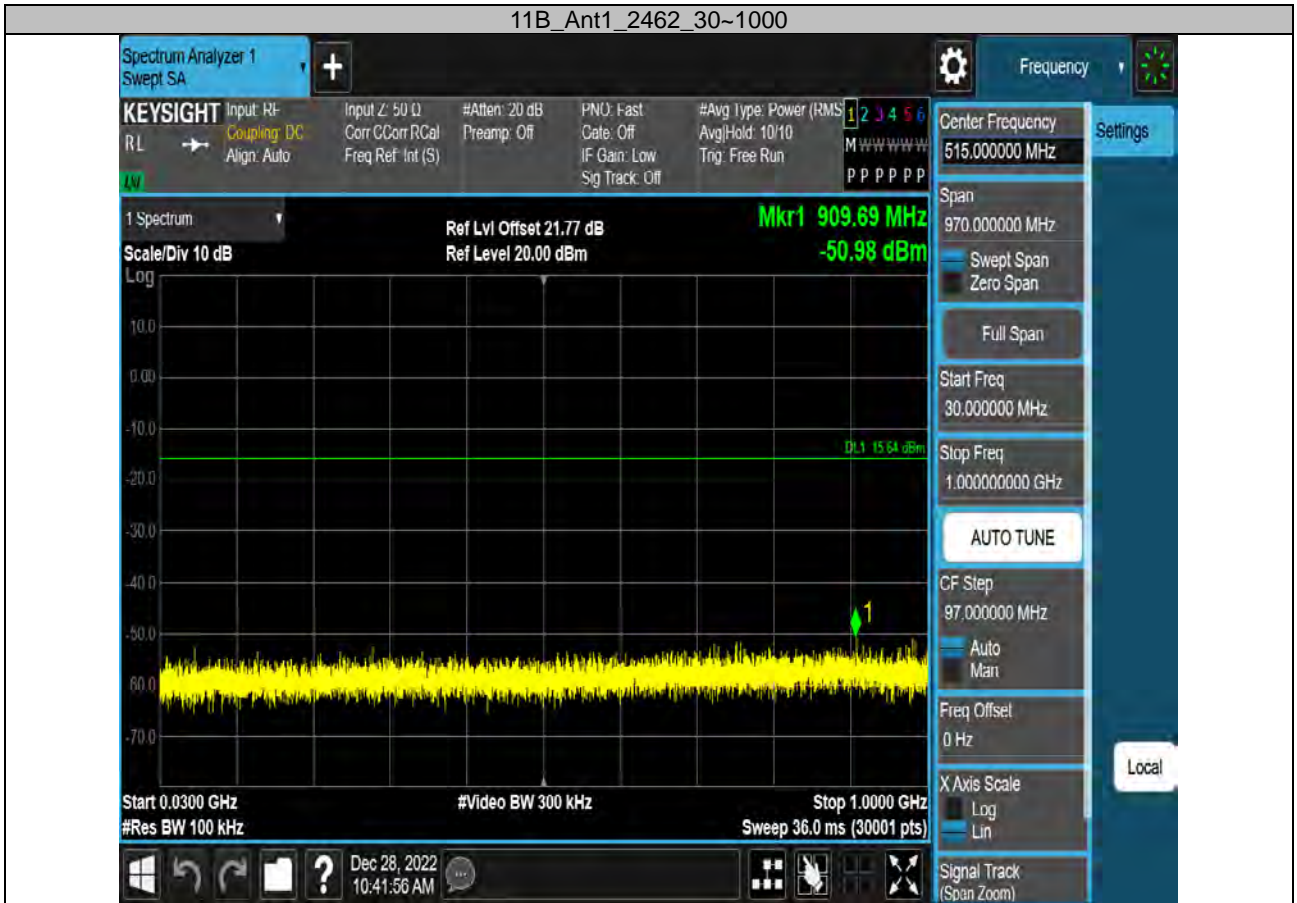 11B_Ant1_2462_30~1000
Spectrum Analyzer 1
Swept SA
Frequency
KEYSIGHT
RL
Input: RF
Coupling: DC
Align: Auto
Input Z: 50 Ω
Corr CCorr RCal
Freq Ref: Int (S)
#Atten: 20 dB
Preamp: Off
PNO: Fast
Gate: Off
IF Gain: Low
Sig Track: Off
#Avg Type: Power (RMS
Avg|Hold: 10/10
Trig: Free Run
1 2 3 4 5 6
M W W W W W
P P P P P P
1 Spectrum
Scale/Div 10 dB
Ref Lvl Offset 21.77 dB
Ref Level 20.00 dBm
Mkr1 909.69 MHz
-50.98 dBm
Log
10.0
0.00
-10.0
DL1 15.64 dBm
-20.0
-30.0
-40.0
1
-50.0
60.0
-70.0
Start 0.0300 GHz
#Res BW 100 kHz
#Video BW 300 kHz
Stop 1.0000 GHz
Sweep 36.0 ms (30001 pts)
Dec 28, 2022
10:41:56 AM
Center Frequency
515.000000 MHz
Settings
Span
970.000000 MHz
Swept Span
Zero Span
Full Span
Start Freq
30.000000 MHz
Stop Freq
1.000000000 GHz
AUTO TUNE
CF Step
97.000000 MHz
Auto
Man
Freq Offset
0 Hz
X Axis Scale
Log
Lin
Local
Signal Track
(Span Zoom)